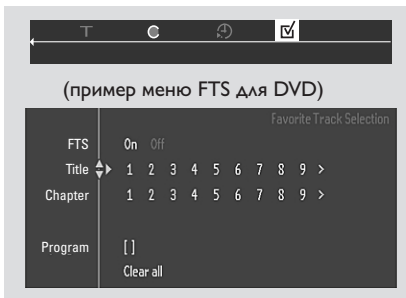 (пример меню FTS для DVD)
Favorite Track Selection
FTS On Off
Title 1 2 3 4 5 6 7 8 9 >
Chapter 1 2 3 4 5 6 7 8 9 >
Program [ ]
Clear all